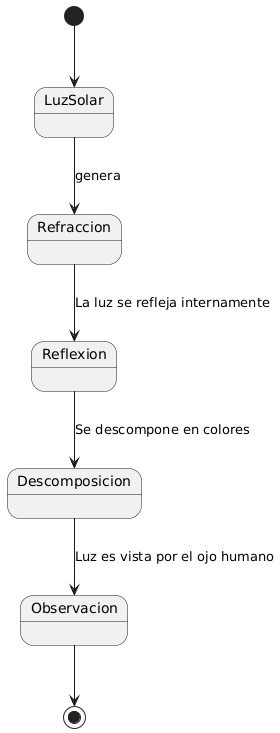 LuzSolar
genera
Refraccion
La luz se refleja internamente
Reflexion
Se descompone en colores
Descomposicion
Luz es vista por el ojo humano
Observacion